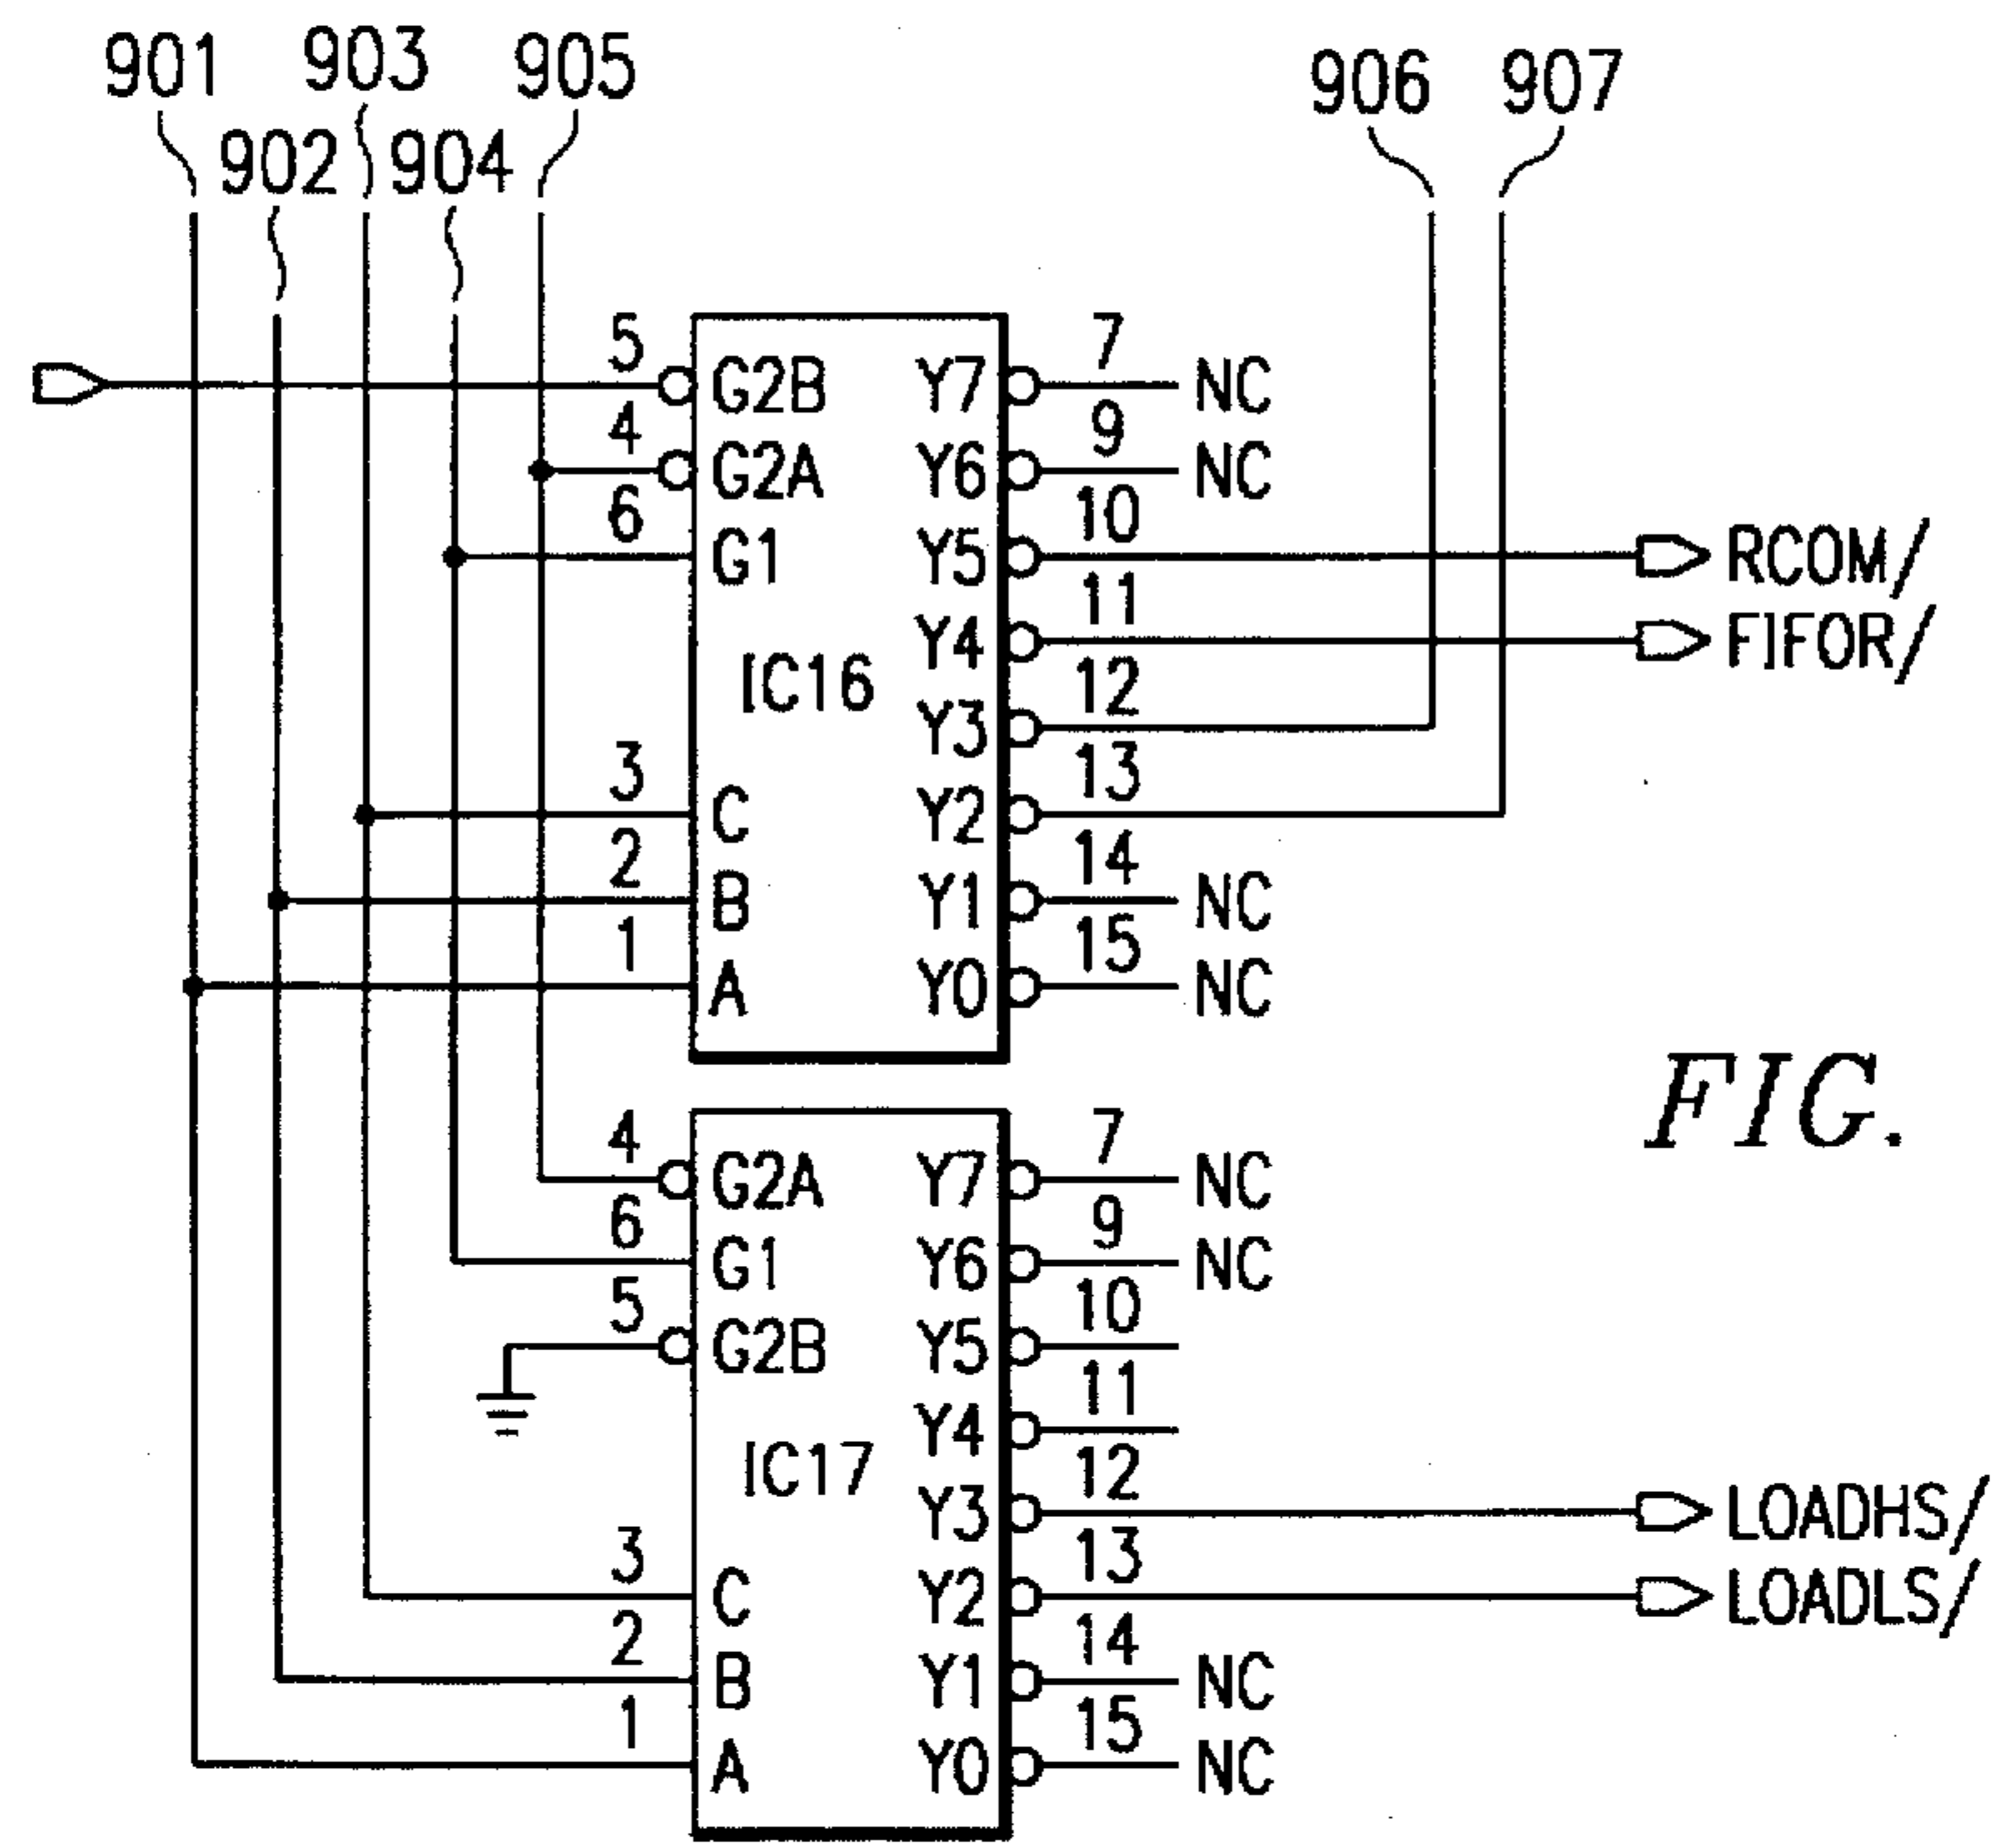 901 903 905 906 907
902 904
5 G2B Y7 7 NC
4 G2A Y6 9 NC
6 G1 Y5 10 RCOM/
Y4 11 FIFOR/
IC16
Y3 12
3 C Y2 13
2 B Y1 14 NC
1 A Y0 15 NC
FIG.
4 G2A Y7 7 NC
6 G1 Y6 9 NC
5 G2B Y5 10
Y4 11
IC17
Y3 12 LOADHS/
3 C Y2 13 LOADLS/
2 B Y1 14 NC
1 A Y0 15 NC